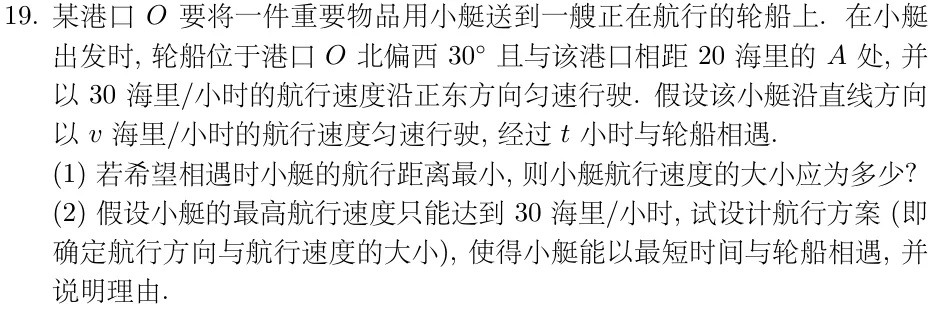 19. 某港口 O 要将一件重要物品用小艇送到一艘正在航行的轮船上. 在小艇
出发时, 轮船位于港口 O 北偏西 30° 且与该港口相距 20 海里的 A 处, 并
以 30 海里/小时的航行速度沿正东方向匀速行驶. 假设该小艇沿直线方向
以 v 海里/小时的航行速度匀速行驶, 经过 t 小时与轮船相遇.
(1) 若希望相遇时小艇的航行距离最小, 则小艇航行速度的大小应为多少?
(2) 假设小艇的最高航行速度只能达到 30 海里/小时, 试设计航行方案 (即
确定航行方向与航行速度的大小), 使得小艇能以最短时间与轮船相遇, 并
说明理由.